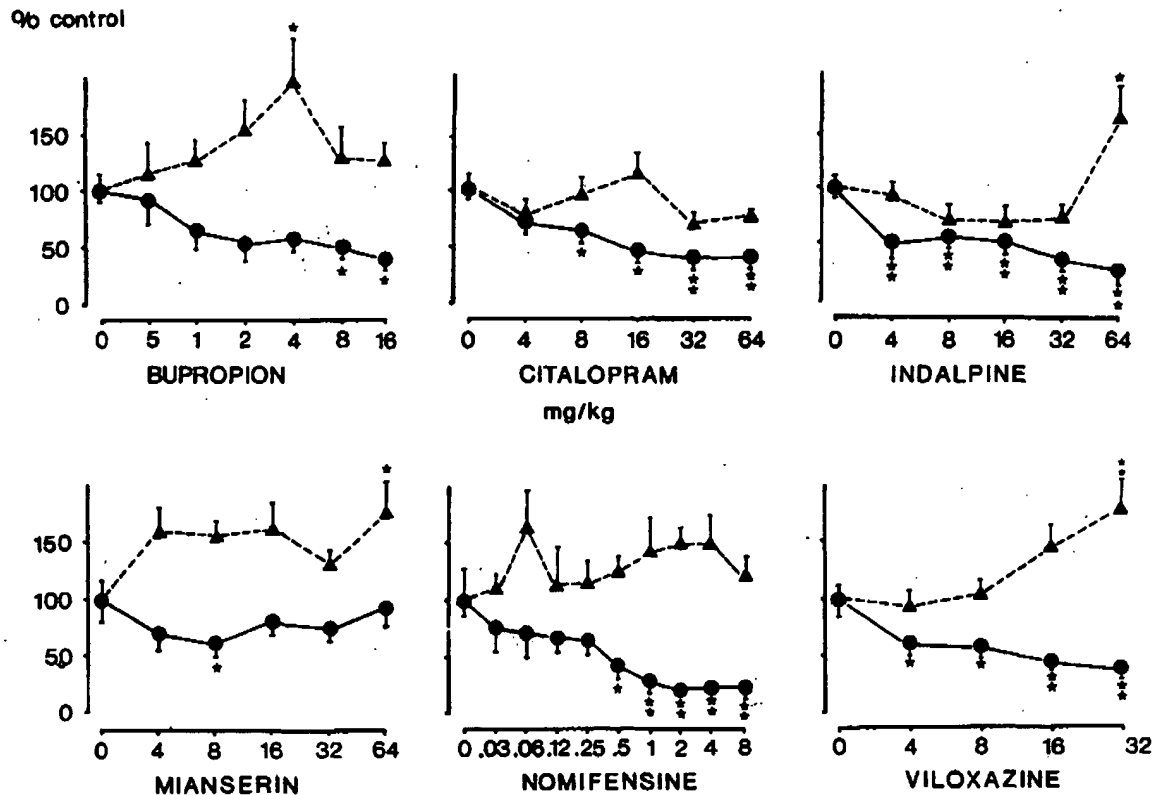 % control
150
100
50
0
0 5 1 2 4 8 16
BUPROPION
0 4 8 16 32 64
CITALOPRAM
mg/kg
0 4 8 16 32 64
INDALPINE
150
100
50
0
0 4 8 16 32 64
MIANSERIN
0 .03 .06 .12 .25 .5 1 2 4 8
NOMIFENSINE
0 4 8 16 32
VILOXAZINE